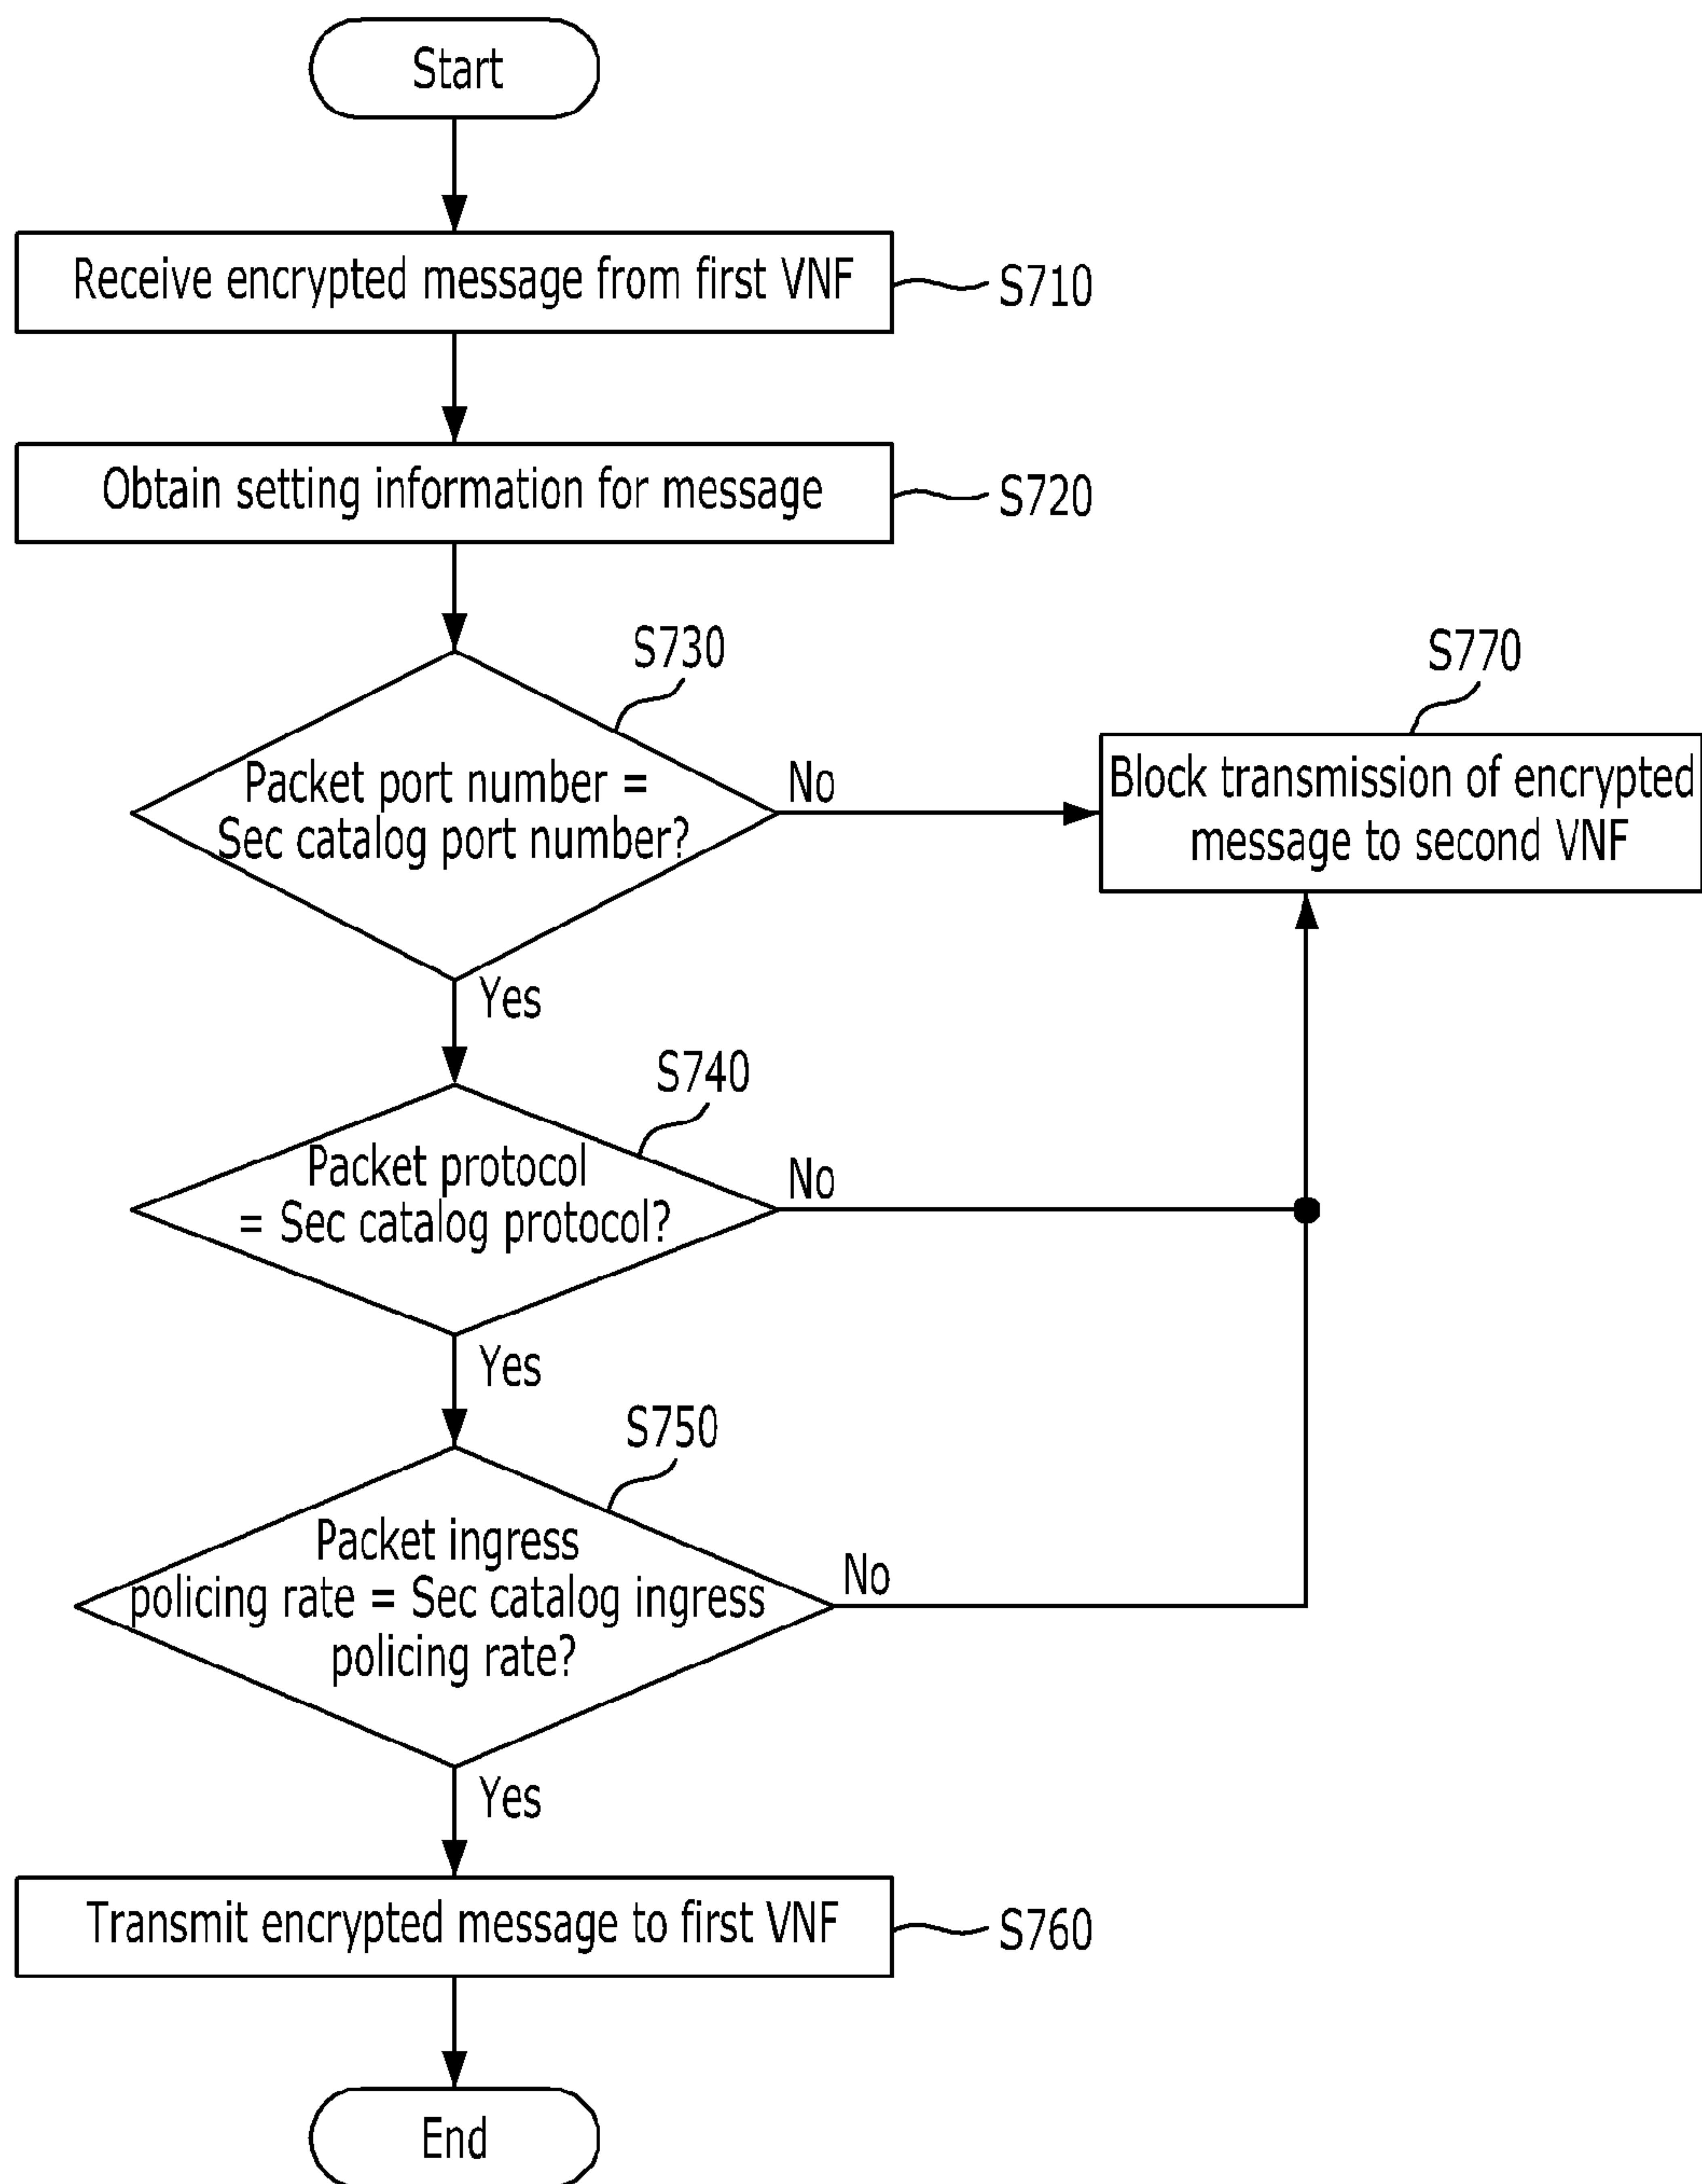 Start
Receive encrypted message from first VNF
S710
Obtain setting information for message
S720
S730
Packet port number =
Sec catalog port number?
No
S770
Block transmission of encrypted
message to second VNF
Yes
S740
Packet protocol
= Sec catalog protocol?
No
Yes
S750
Packet ingress
policing rate = Sec catalog ingress
policing rate?
No
Yes
Transmit encrypted message to first VNF
S760
End